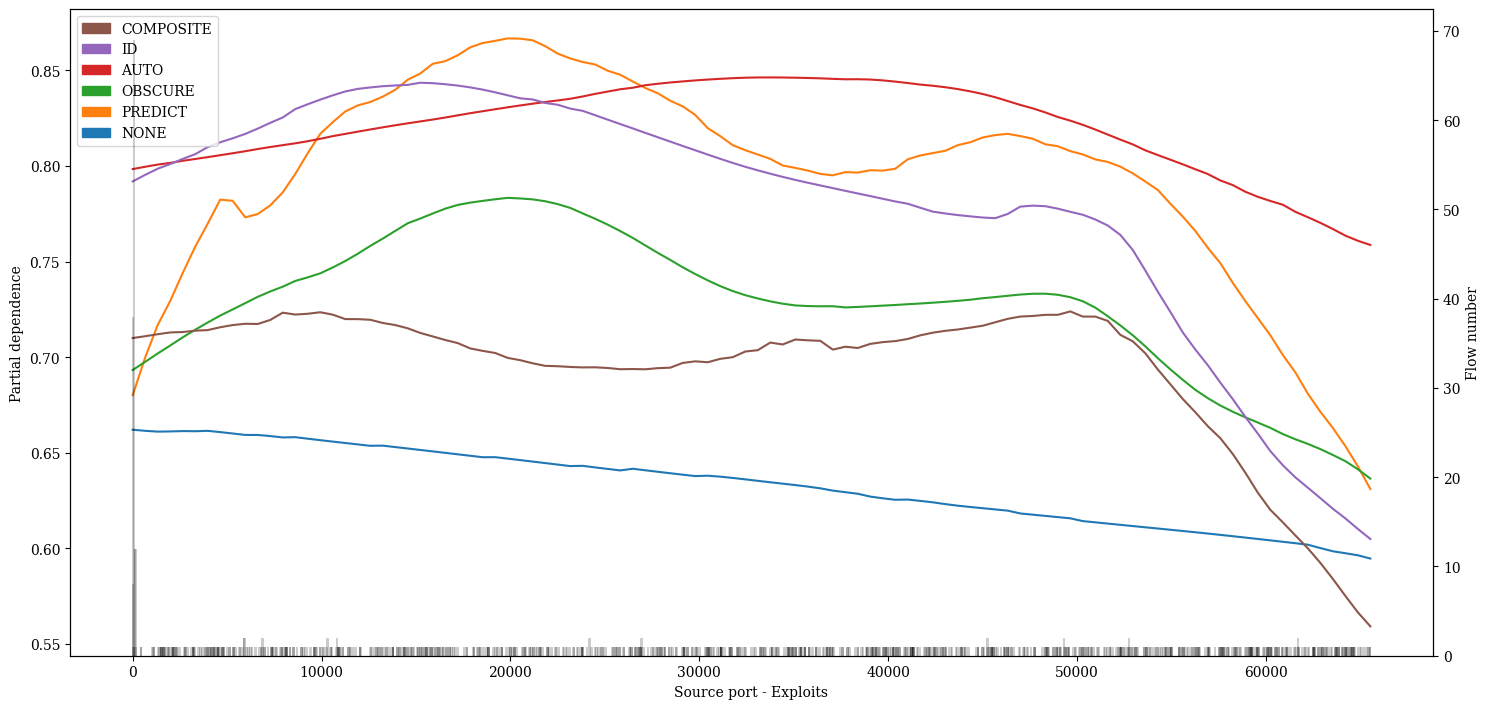 COMPOSITE
ID
AUTO
OBSCURE
PREDICT
NONE
Partial dependence
0.85
0.80
0.75
0.70
0.65
0.60
0.55
70
60
50
40
30
20
10
0
Flow number
0
10000
20000
30000
40000
50000
60000
Source port - Exploits